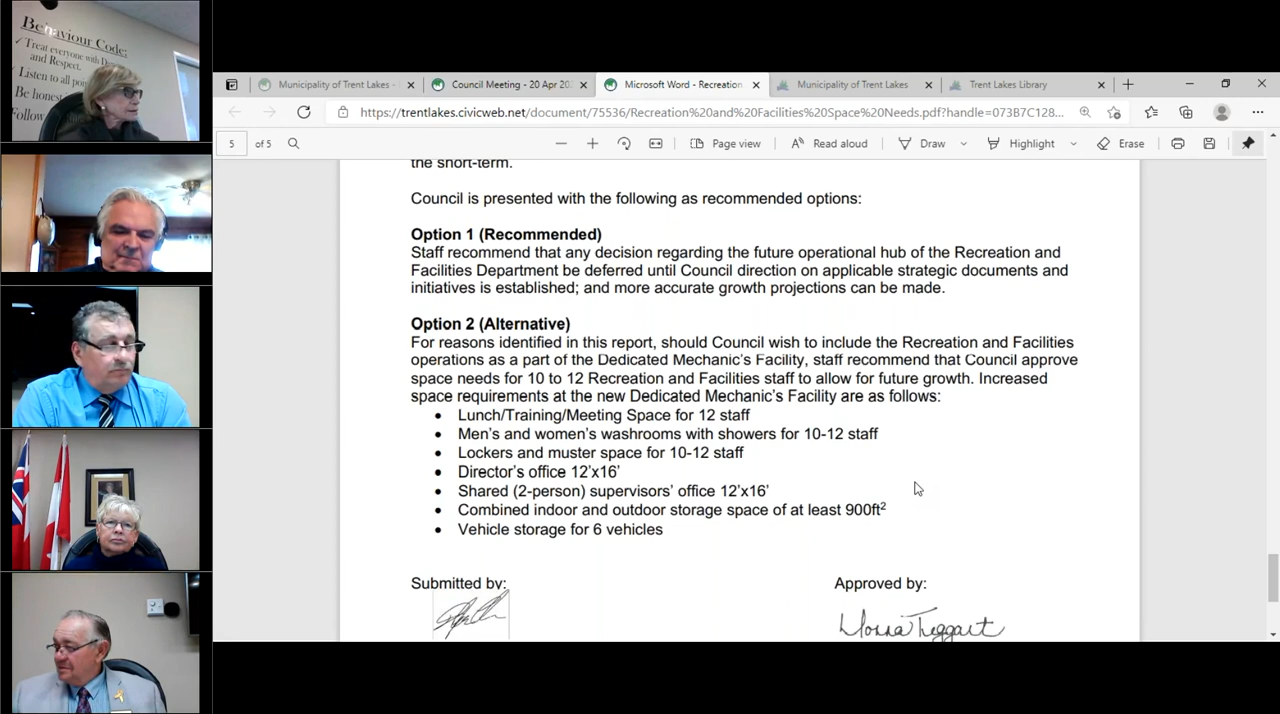 Behaviour Code:
✓ Treat everyone with
and Respect.
Listen to all
Be
Follow
Municipality of Trent Lakes -
Council Meeting - 20 Apr 20
Microsoft Word - Recreation
Municipality of Trent Lakes
Trent Lakes Library
https://trentlakes.civicweb.net/document/75536/Recreation%20and%20Facilities%20Space%20Needs.pdf?handle=073B7C128...
5 of 5
Page view
Read aloud
Draw
Highlight
Erase
the short-term.
Council is presented with the following as recommended options:
Option 1 (Recommended)
Staff recommend that any decision regarding the future operational hub of the Recreation and
Facilities Department be deferred until Council direction on applicable strategic documents and
initiatives is established; and more accurate growth projections can be made.
Option 2 (Alternative)
For reasons identified in this report, should Council wish to include the Recreation and Facilities
operations as a part of the Dedicated Mechanic's Facility, staff recommend that Council approve
space needs for 10 to 12 Recreation and Facilities staff to allow for future growth. Increased
space requirements at the new Dedicated Mechanic's Facility are as follows:
• Lunch/Training/Meeting Space for 12 staff
• Men's and women's washrooms with showers for 10-12 staff
• Lockers and muster space for 10-12 staff
• Director's office 12'x16'
• Shared (2-person) supervisors' office 12'x16'
• Combined indoor and outdoor storage space of at least 900ft²
• Vehicle storage for 6 vehicles
Submitted by: Approved by:
Donna Taggart